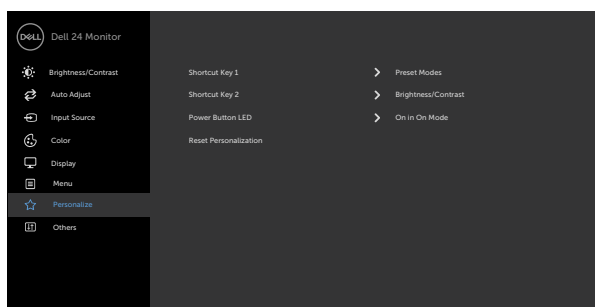 DELL Dell 24 Monitor
Brightness/Contrast Shortcut Key 1 Preset Modes
Auto Adjust Shortcut Key 2 Brightness/Contrast
Input Source Power Button LED On in On Mode
Color Reset Personalization
Display
Menu
Personalize
Others